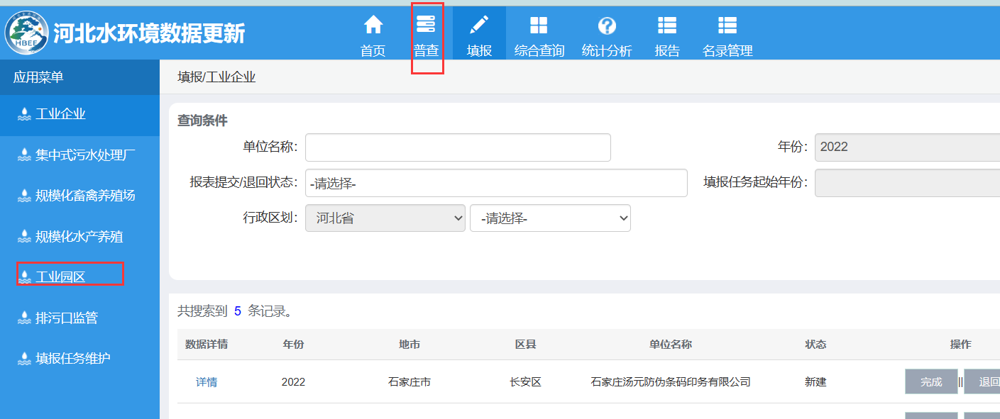 HBEE
河北水环境数据更新
首页
普查
填报
综合查询
统计分析
报告
名录管理
应用菜单
工业企业
集中式污水处理厂
规模化畜禽养殖场
规模化水产养殖
工业园区
排污口监管
填报任务维护
填报/工业企业
查询条件
单位名称:
年份: 2022
报表提交/退回状态: -请选择-
填报任务起始年份:
行政区划: 河北省 -请选择-
共搜索到 5 条记录。
数据详情 年份 地市 区县 单位名称 状态 操作
详情 2022 石家庄市 长安区 石家庄汤元防伪条码印务有限公司 新建 完成 || 退回